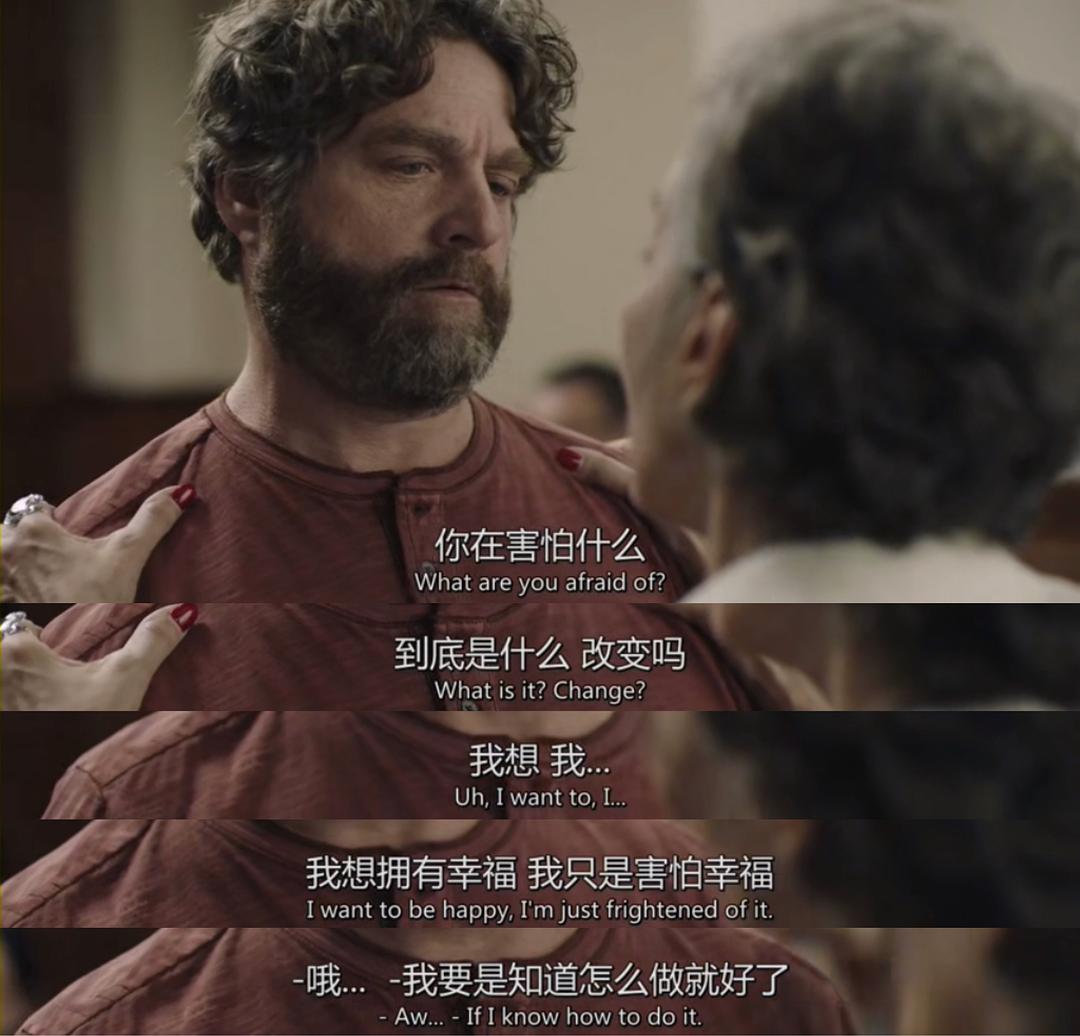 你在害怕什么
What are you afraid of?
到底是什么 改变吗
What is it? Change?
我想 我...
Uh, I want to, I...
我想拥有幸福 我只是害怕幸福
I want to be happy, I'm just frightened of it.
-哦... -我要是知道怎么做就好了
- Aw... - If I know how to do it.